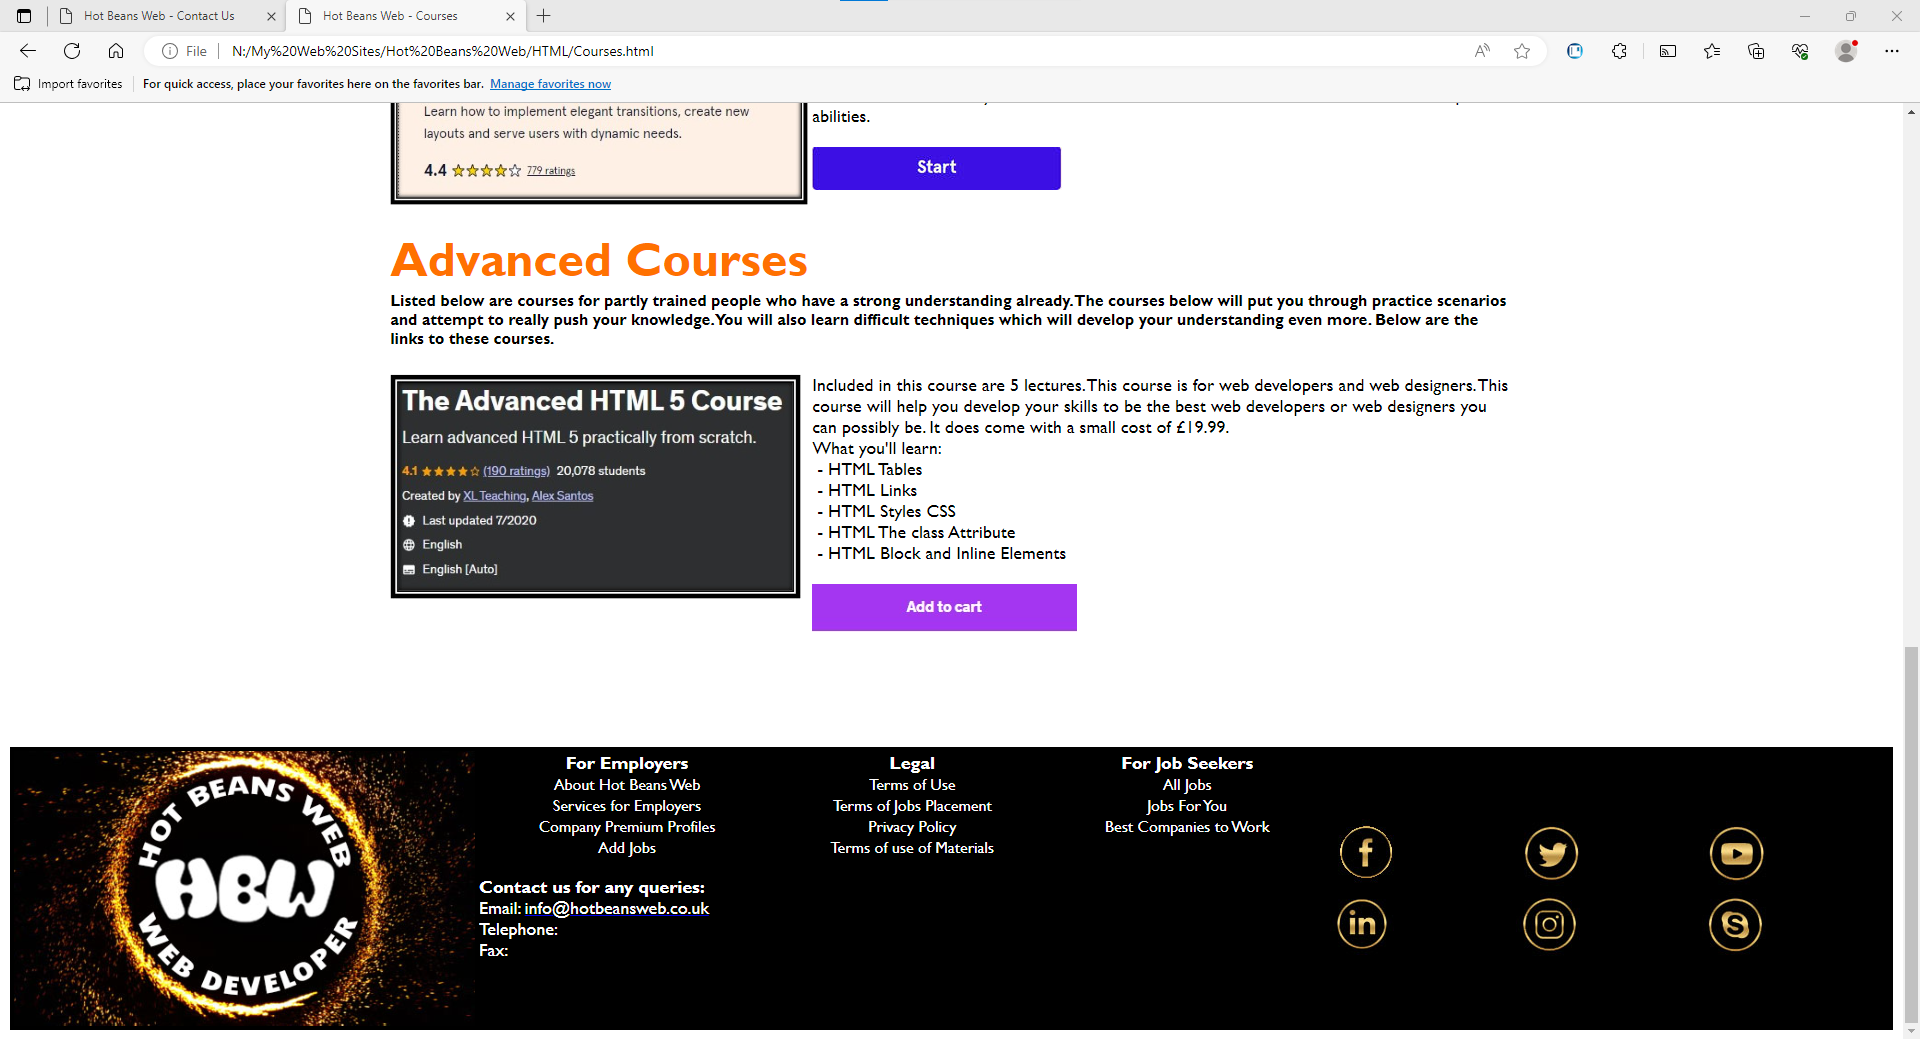 Hot Beans Web - Contact Us
Hot Beans Web - Courses
File
N:/My%20Web%20Sites/Hot%20Beans%20Web/HTML/Courses.html
Import favorites
For quick access, place your favorites here on the favorites bar. Manage favorites now
Learn how to implement elegant transitions, create new
layouts and serve users with dynamic needs.
4.4 779 ratings
abilities.
Start
Advanced Courses
Listed below are courses for partly trained people who have a strong understanding already. The courses below will put you through practice scenarios
and attempt to really push your knowledge. You will also learn difficult techniques which will develop your understanding even more. Below are the
links to these courses.
The Advanced HTML 5 Course
Learn advanced HTML 5 practically from scratch.
4.1 (190 ratings) 20,078 students
Created by XL Teaching, Alex Santos
Last updated 7/2020
English
English [Auto]
Included in this course are 5 lectures. This course is for web developers and web designers. This
course will help you develop your skills to be the best web developers or web designers you
can possibly be. It does come with a small cost of £19.99.
What you'll learn:
- HTML Tables
- HTML Links
- HTML Styles CSS
- HTML The class Attribute
- HTML Block and Inline Elements
Add to cart
HOT BEANS WEB
HBW
WEB DEVELOPER
For Employers
About Hot Beans Web
Services for Employers
Company Premium Profiles
Add Jobs
Legal
Terms of Use
Terms of Jobs Placement
Privacy Policy
Terms of use of Materials
For Job Seekers
All Jobs
Jobs For You
Best Companies to Work
Contact us for any queries:
Email: info@hotbeansweb.co.uk
Telephone:
Fax: